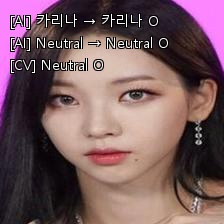 [AI] 카리나 → 카리나 O
[AI] Neutral → Neutral O
[CV] Neutral O